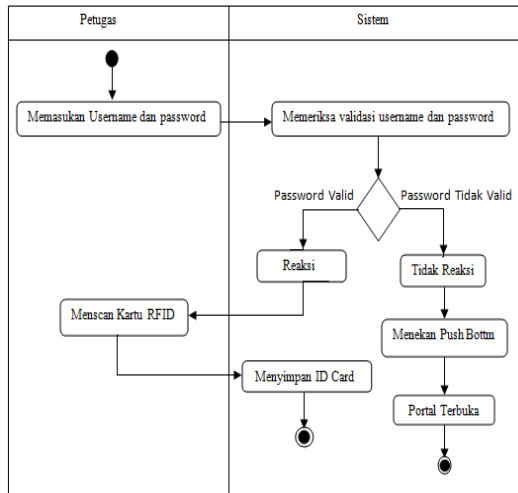 Petugas
Sistem
Memasukan Username dan password
Memeriksa validasi username dan password
Password Valid
Password Tidak Valid
Reaksi
Tidak Reaksi
Menscan Kartu RFID
Menekan Push Bottm
Menyimpan ID Card
Portal Terbuka